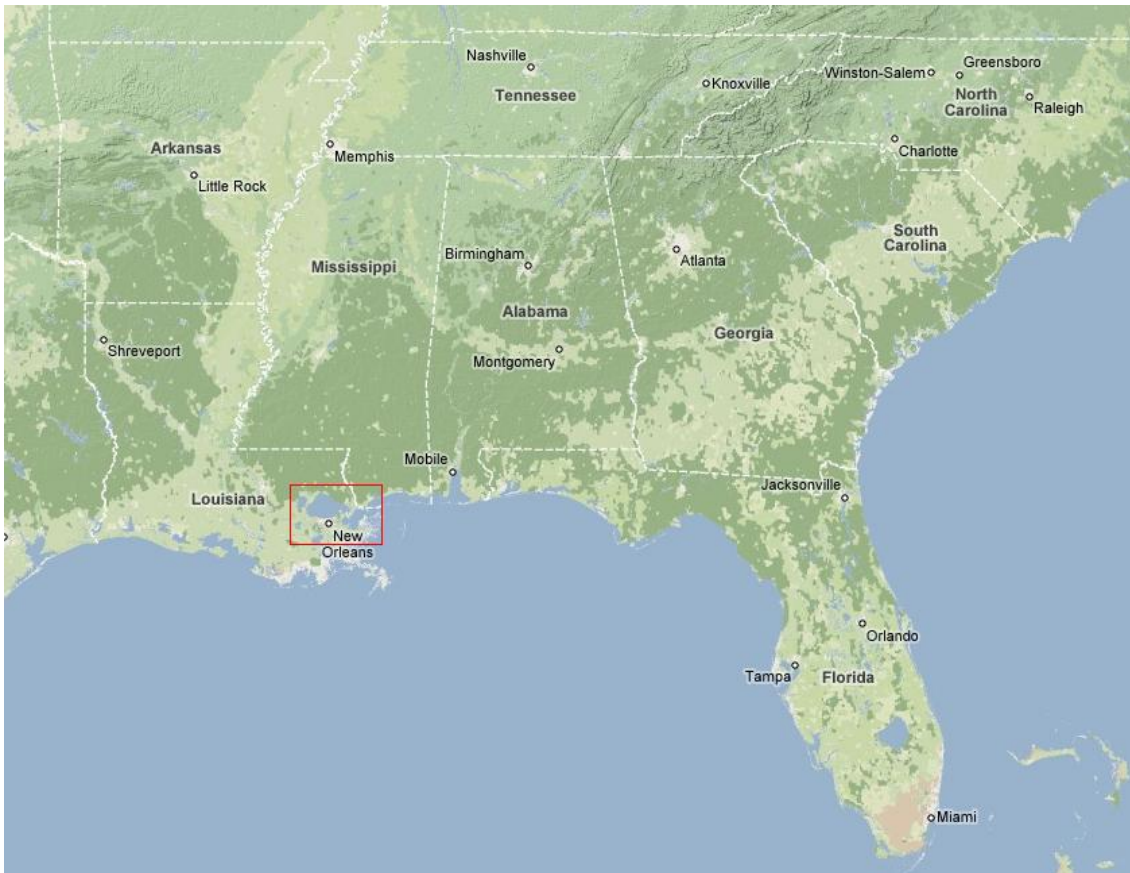 Nashville
Tennessee
Knoxville
Winston-Salem
Greensboro
North
Carolina
Raleigh
Arkansas
Memphis
Charlotte
Little Rock
South
Carolina
Birmingham
Atlanta
Mississippi
Alabama
Georgia
Shreveport
Montgomery
Mobile
Jacksonville
Louisiana
New
Orleans
Orlando
Tampa
Florida
Miami